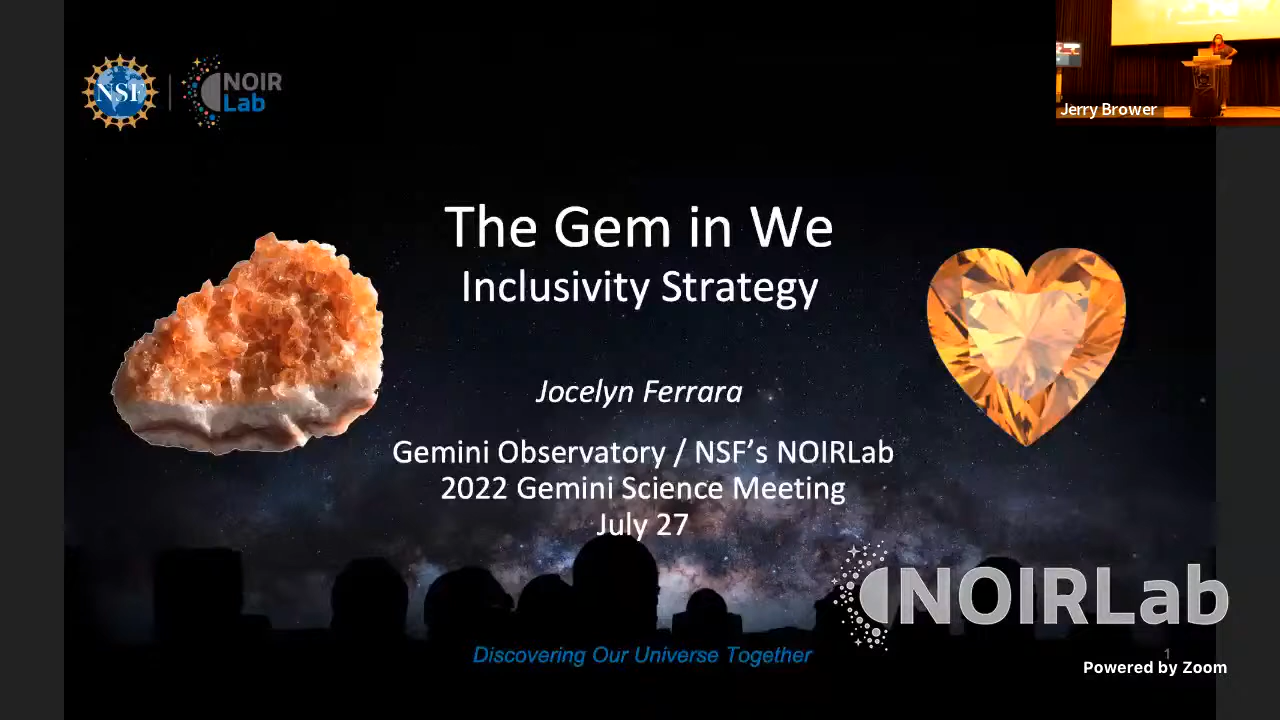 NSF
NOIR
Lab
Jerry Brower
The Gem in We
Inclusivity Strategy
Jocelyn Ferrara
Gemini Observatory / NSF's NOIRLab
2022 Gemini Science Meeting
July 27
NOIRLab
Discovering Our Universe Together
1
Powered by Zoom